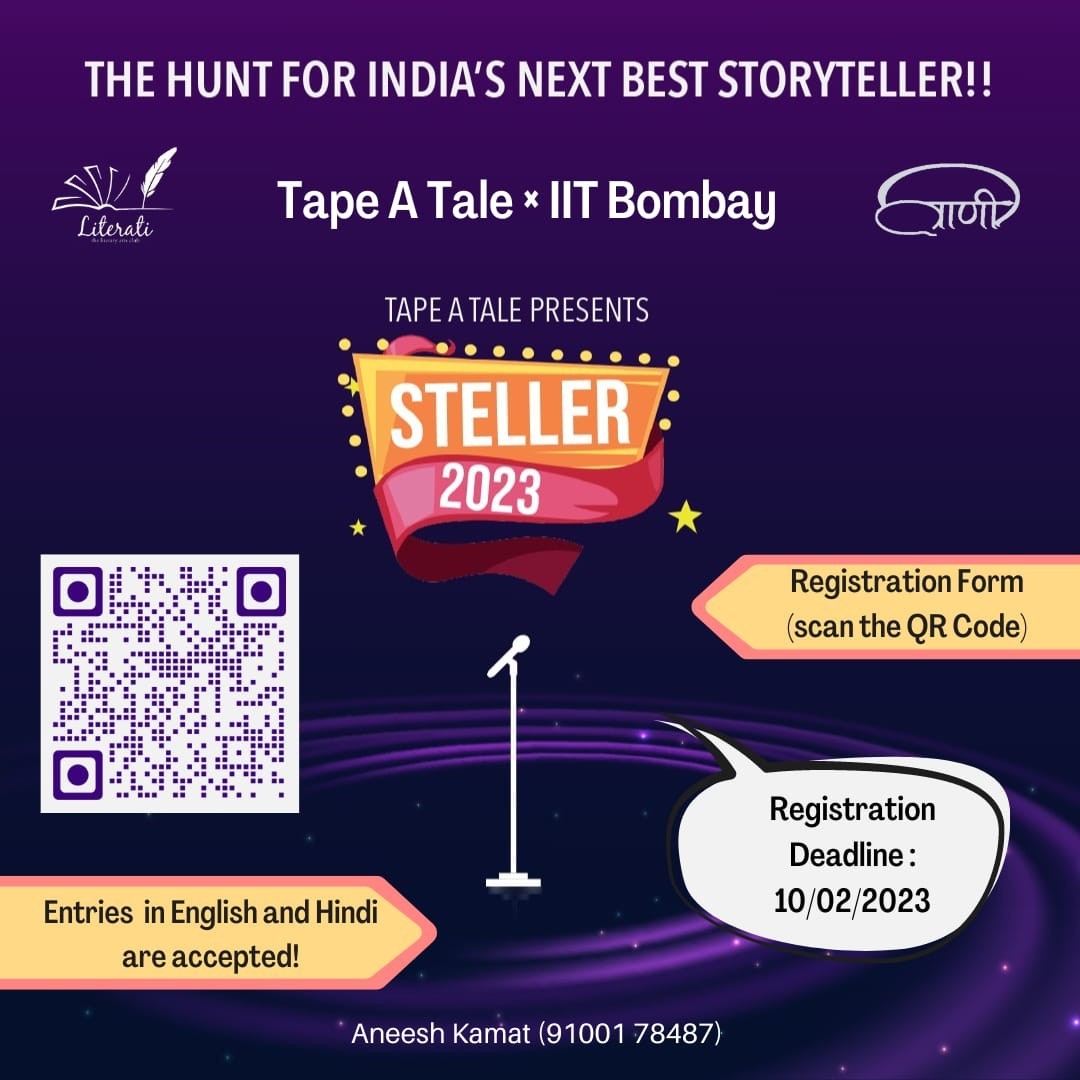 THE HUNT FOR INDIA'S NEXT BEST STORYTELLER!!
Literati
the literary arts club
Tape A Tale × IIT Bombay
वाणी
TAPE A TALE PRESENTS
STELLER
2023
Registration Form
(scan the QR Code)
Registration
Deadline :
10/02/2023
Entries in English and Hindi
are accepted!
Aneesh Kamat (91001 78487)